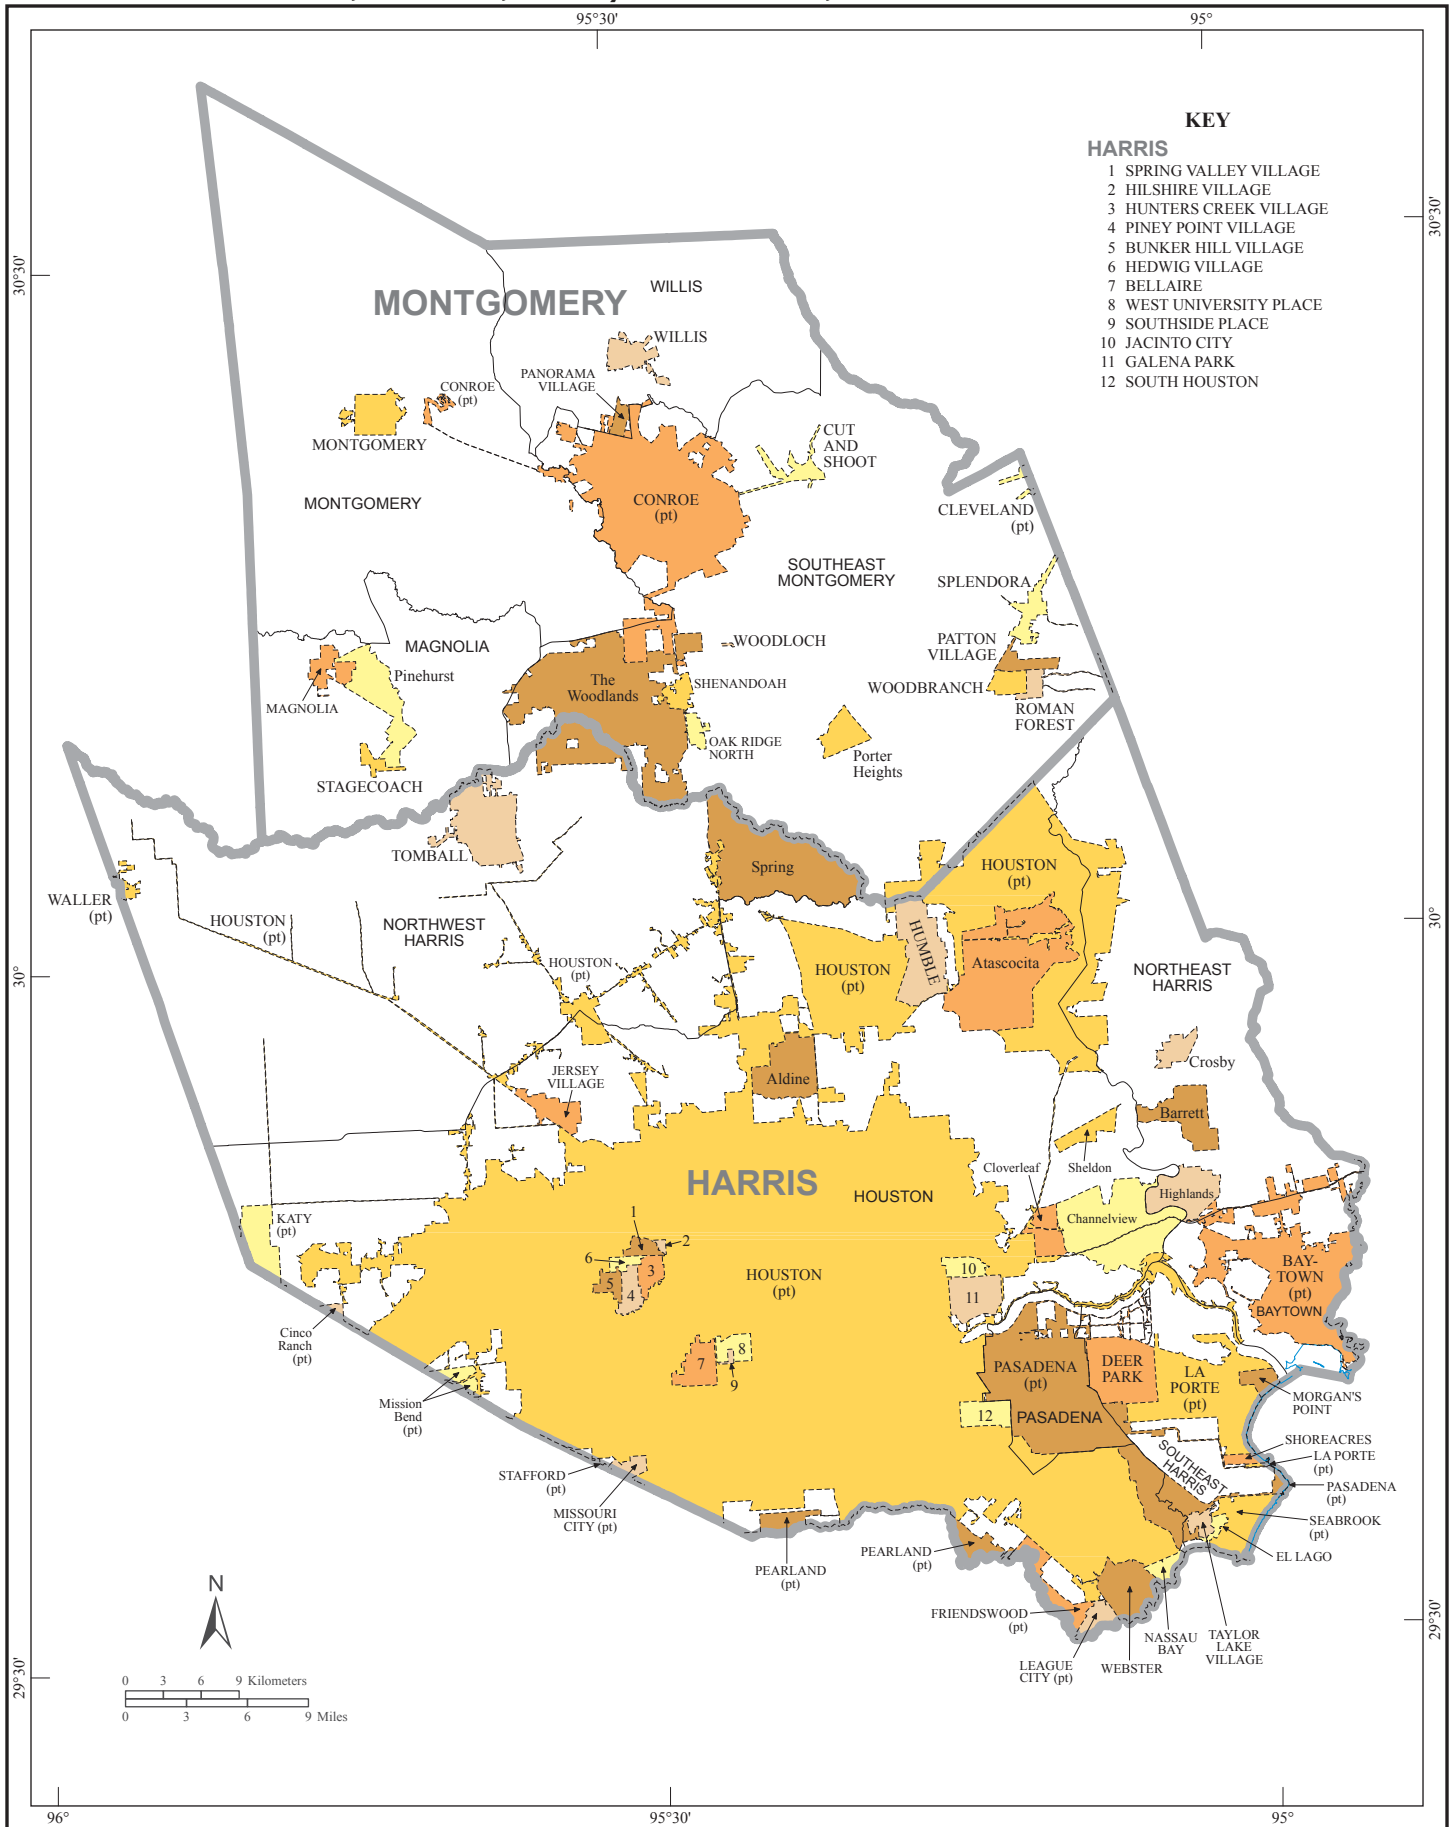 95°30'
95°
KEY
HARRIS
1 SPRING VALLEY VILLAGE
2 HILSHIRE VILLAGE
3 HUNTERS CREEK VILLAGE
4 PINEY POINT VILLAGE
5 BUNKER HILL VILLAGE
6 HEDWIG VILLAGE
7 BELLAIRE
8 WEST UNIVERSITY PLACE
9 SOUTHSIDE PLACE
10 JACINTO CITY
11 GALENA PARK
12 SOUTH HOUSTON
30°30'
30°30'
MONTGOMERY
WILLIS
WILLIS
PANORAMA
VILLAGE
CONROE
(pt)
MONTGOMERY
CUT
AND
SHOOT
MONTGOMERY
CONROE
(pt)
CLEVELAND
(pt)
SOUTHEAST
MONTGOMERY
SPLENDORA
MAGNOLIA
WOODLOCH
PATTON
VILLAGE
Pinehurst
The
Woodlands
SHENANDOAH
WOODBRANCH
MAGNOLIA
ROMAN
FOREST
OAK RIDGE
NORTH
Porter
Heights
STAGECOACH
TOMBALL
Spring
HOUSTON
(pt)
WALLER
(pt)
HOUSTON
(pt)
NORTHWEST
HARRIS
HUMBLE
30°
30°
HOUSTON
(pt)
HOUSTON
(pt)
Atascocita
NORTHEAST
HARRIS
Crosby
JERSEY
VILLAGE
Aldine
Barrett
Cloverleaf
Sheldon
HARRIS
HOUSTON
Highlands
KATY
(pt)
Channelview
1
2
6
3
5
4
HOUSTON
(pt)
10
11
BAY-
TOWN
(pt)
BAYTOWN
Cinco
Ranch
(pt)
7
8
9
PASADENA
(pt)
DEER
PARK
LA
PORTE
(pt)
MORGAN'S
POINT
Mission
Bend
(pt)
12
PASADENA
SOUTHEAST
HARRIS
SHOREACRES
LA PORTE
(pt)
PASADENA
(pt)
STAFFORD
(pt)
MISSOURI
CITY (pt)
SEABROOK
(pt)
EL LAGO
PEARLAND
(pt)
PEARLAND
(pt)
FRIENDSWOOD
(pt)
LEAGUE
CITY (pt)
WEBSTER
NASSAU
BAY
TAYLOR
LAKE
VILLAGE
N
29°30'
29°30'
0 3 6 9 Kilometers
0 3 6 9 Miles
96°
95°30'
95°